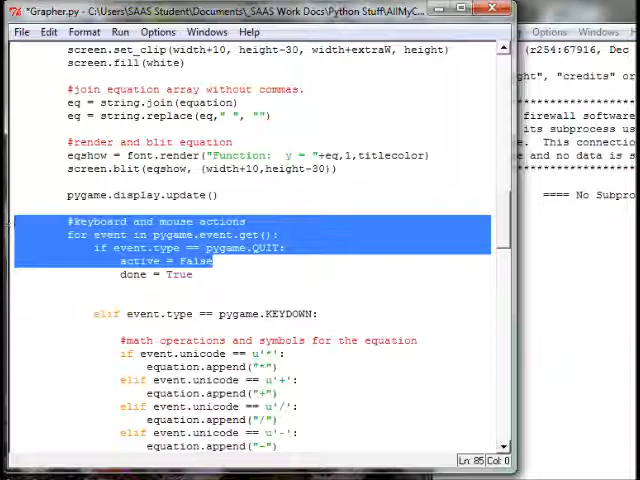 *Grapher.py - C:\Users\SAAS Student\Documents\_SAAS Work Docs\Python Stuff\AllMyC...
File Edit Format Run Options Windows Help
screen.set_clip(width+10, height-30, width+extraW, height)
screen.fill(white)
#join equation array without commas.
eq = string.join(equation)
eq = string.replace(eq," ", "")
#render and blit equation
eqshow = font.render("Function:  y = "+eq,1,titlecolor)
screen.blit(eqshow, (width+10,height-30))
pygame.display.update()
#keyboard and mouse actions
for event in pygame.event.get():
if event.type == pygame.QUIT:
active = False
done = True
elif event.type == pygame.KEYDOWN:
#math operations and symbols for the equation
if event.unicode == u'*':
equation.append("*")
elif event.unicode == u'+':
equation.append("+")
elif event.unicode == u'/':
equation.append("/")
elif event.unicode == u'-':
equation.append("-")
Ln: 85 Col: 0
Options Windows
(r254:67916, Dec
ght", "credits" or
*******************
firewall software
its subprocess us
e. This connection
e and no data is s
*******************
==== No Subpro